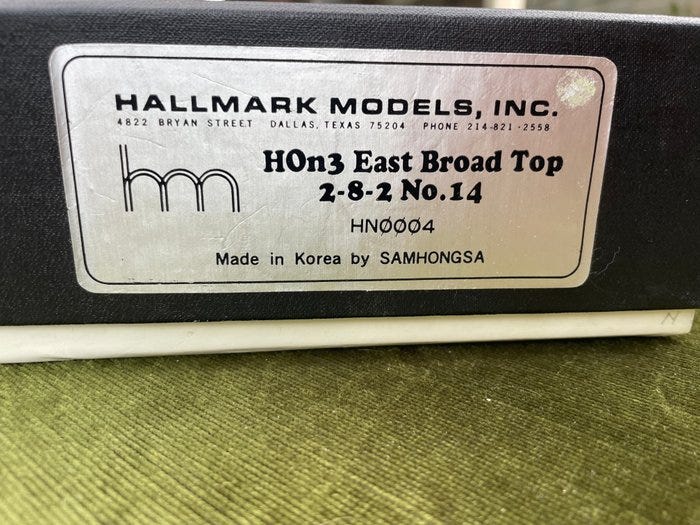 HALLMARK MODELS, INC.
4822 BRYAN STREET DALLAS, TEXAS 75204 PHONE 214-821-2558
hm
HOn3 East Broad Top
2-8-2 No.14
HN0004
Made in Korea by SAMHONGSA
N